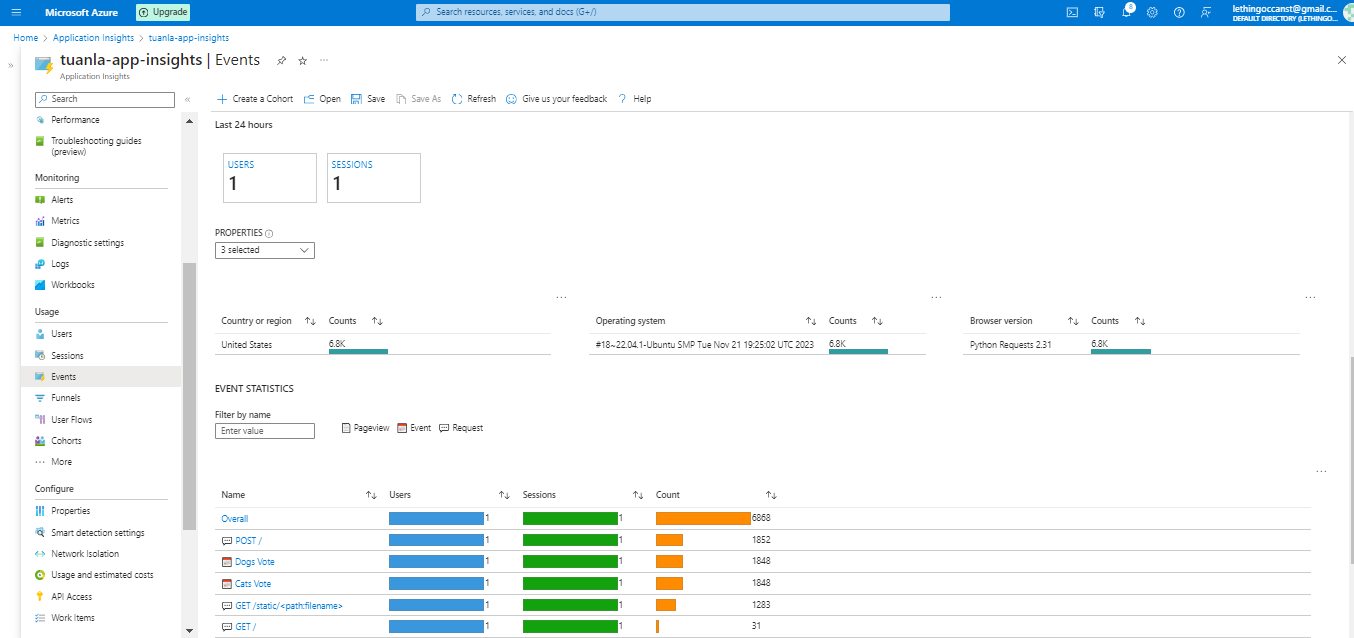 Microsoft Azure
Upgrade
Search resources, services, and docs (G+/)
8
lethingoccanst@gmail.c...
DEFAULT DIRECTORY (LETHINGO...
Home > Application Insights > tuanla-app-insights
»
tuanla-app-insights | Events
...
Application Insights
Search
«
Performance
Troubleshooting guides
(preview)
Monitoring
Alerts
Metrics
Diagnostic settings
Logs
Workbooks
Usage
Users
Sessions
Events
Funnels
User Flows
Cohorts
More
Configure
Properties
Smart detection settings
Network Isolation
Usage and estimated costs
API Access
Work Items
Create a Cohort Open Save Save As Refresh Give us your feedback ? Help
Last 24 hours
USERS
1
SESSIONS
1
PROPERTIES
3 selected
... ... ...
Country or region Counts
United States 6.8K
Operating system Counts
#18~22.04.1-Ubuntu SMP Tue Nov 21 19:25:02 UTC 2023 6.8K
Browser version Counts
Python Requests 2.31 6.8K
EVENT STATISTICS
Filter by name
Enter value
Pageview Event Request
...
Name Users Sessions Count
Overall 1 1 6868
POST / 1 1 1852
Dogs Vote 1 1 1848
Cats Vote 1 1 1848
GET /static/<path:filename> 1 1 1283
GET / 1 1 31